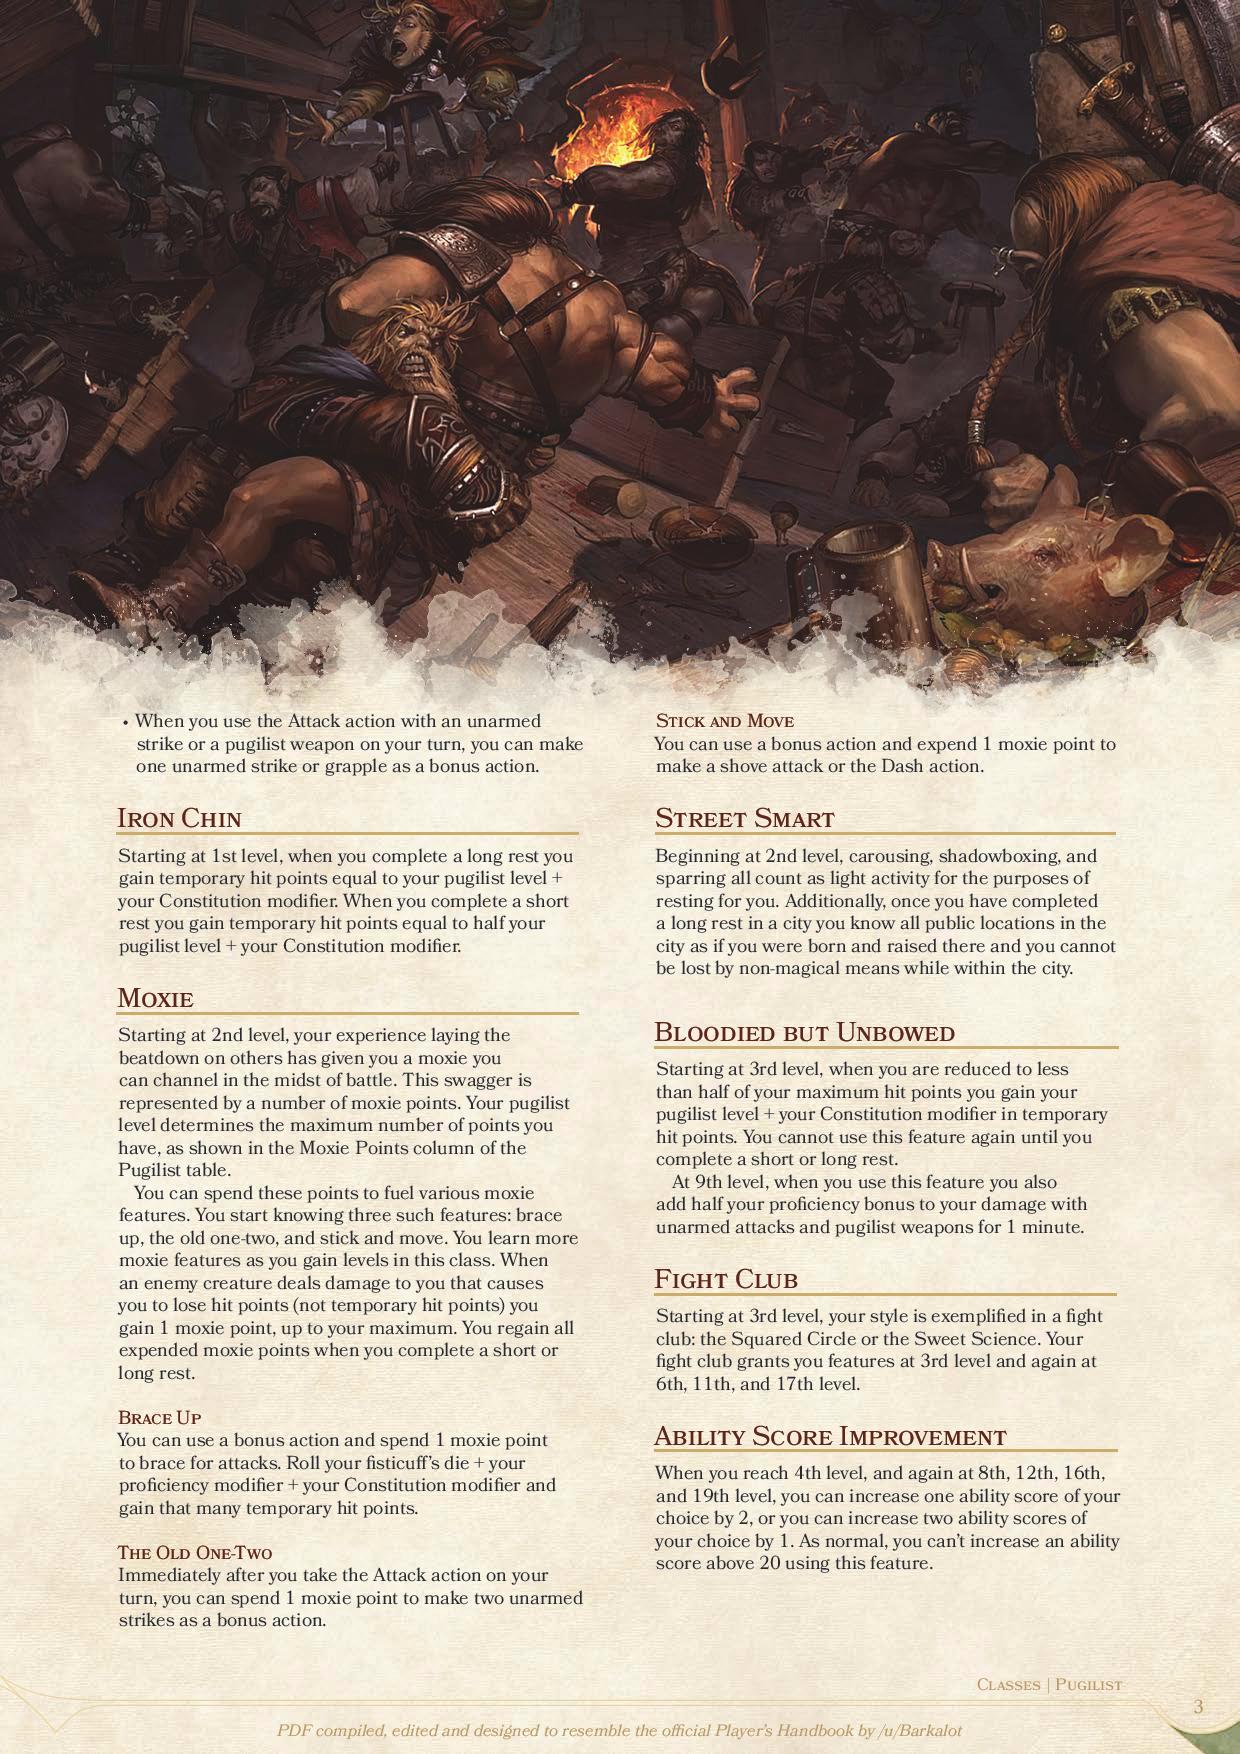 • When you use the Attack action with an unarmed
strike or a pugilist weapon on your turn, you can make
one unarmed strike or grapple as a bonus action.
Iron Chin
Starting at 1st level, when you complete a long rest you
gain temporary hit points equal to your pugilist level +
your Constitution modifier. When you complete a short
rest you gain temporary hit points equal to half your
pugilist level + your Constitution modifier.
Moxie
Starting at 2nd level, your experience laying the
beatdown on others has given you a moxie you
can channel in the midst of battle. This swagger is
represented by a number of moxie points. Your pugilist
level determines the maximum number of points you
have, as shown in the Moxie Points column of the
Pugilist table.
You can spend these points to fuel various moxie
features. You start knowing three such features: brace
up, the old one-two, and stick and move. You learn more
moxie features as you gain levels in this class. When
an enemy creature deals damage to you that causes
you to lose hit points (not temporary hit points) you
gain 1 moxie point, up to your maximum. You regain all
expended moxie points when you complete a short or
long rest.
Brace Up
You can use a bonus action and spend 1 moxie point
to brace for attacks. Roll your fisticuff's die + your
proficiency modifier + your Constitution modifier and
gain that many temporary hit points.
The Old One-Two
Immediately after you take the Attack action on your
turn, you can spend 1 moxie point to make two unarmed
strikes as a bonus action.
Stick and Move
You can use a bonus action and expend 1 moxie point to
make a shove attack or the Dash action.
Street Smart
Beginning at 2nd level, carousing, shadowboxing, and
sparring all count as light activity for the purposes of
resting for you. Additionally, once you have completed
a long rest in a city you know all public locations in the
city as if you were born and raised there and you cannot
be lost by non-magical means while within the city.
Bloodied but Unbowed
Starting at 3rd level, when you are reduced to less
than half of your maximum hit points you gain your
pugilist level + your Constitution modifier in temporary
hit points. You cannot use this feature again until you
complete a short or long rest.
At 9th level, when you use this feature you also
add half your proficiency bonus to your damage with
unarmed attacks and pugilist weapons for 1 minute.
Fight Club
Starting at 3rd level, your style is exemplified in a fight
club: the Squared Circle or the Sweet Science. Your
fight club grants you features at 3rd level and again at
6th, 11th, and 17th level.
Ability Score Improvement
When you reach 4th level, and again at 8th, 12th, 16th,
and 19th level, you can increase one ability score of your
choice by 2, or you can increase two ability scores of
your choice by 1. As normal, you can't increase an ability
score above 20 using this feature.
Classes | Pugilist
3
PDF compiled, edited and designed to resemble the official Player's Handbook by /u/Barkalot